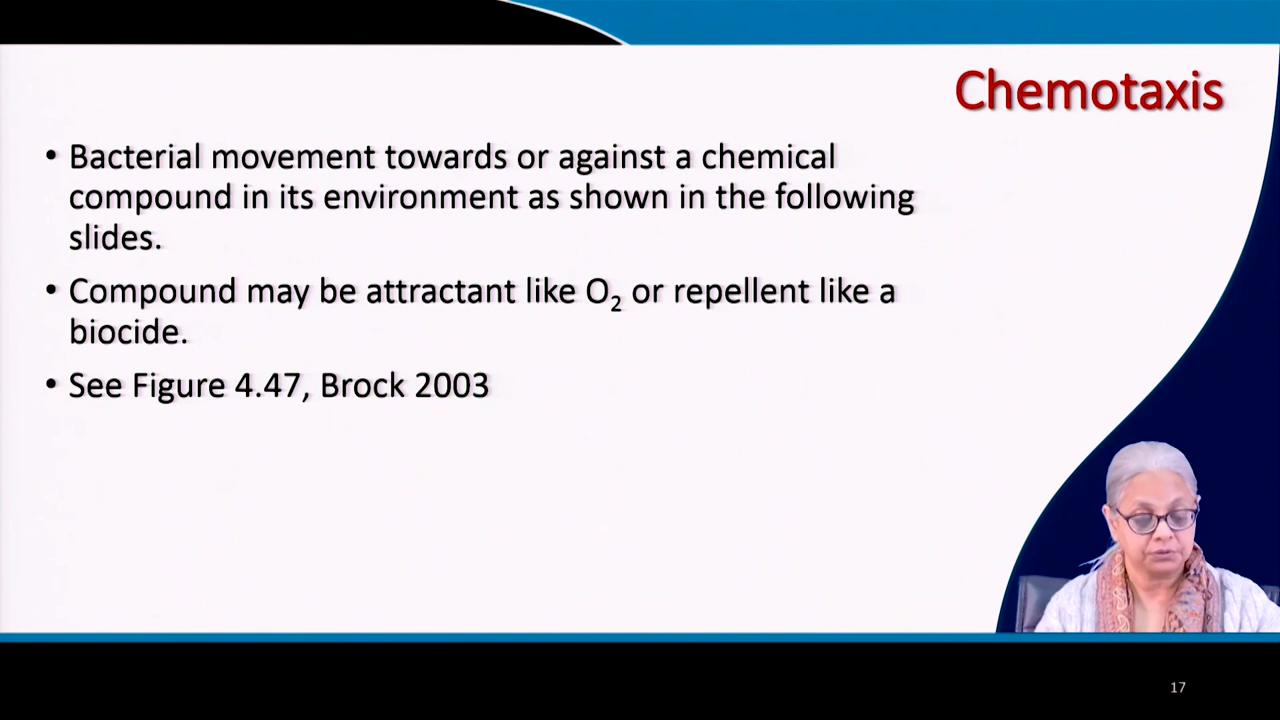 Chemotaxis
• Bacterial movement towards or against a chemical
compound in its environment as shown in the following
slides.
• Compound may be attractant like O₂ or repellent like a
biocide.
• See Figure 4.47, Brock 2003
17